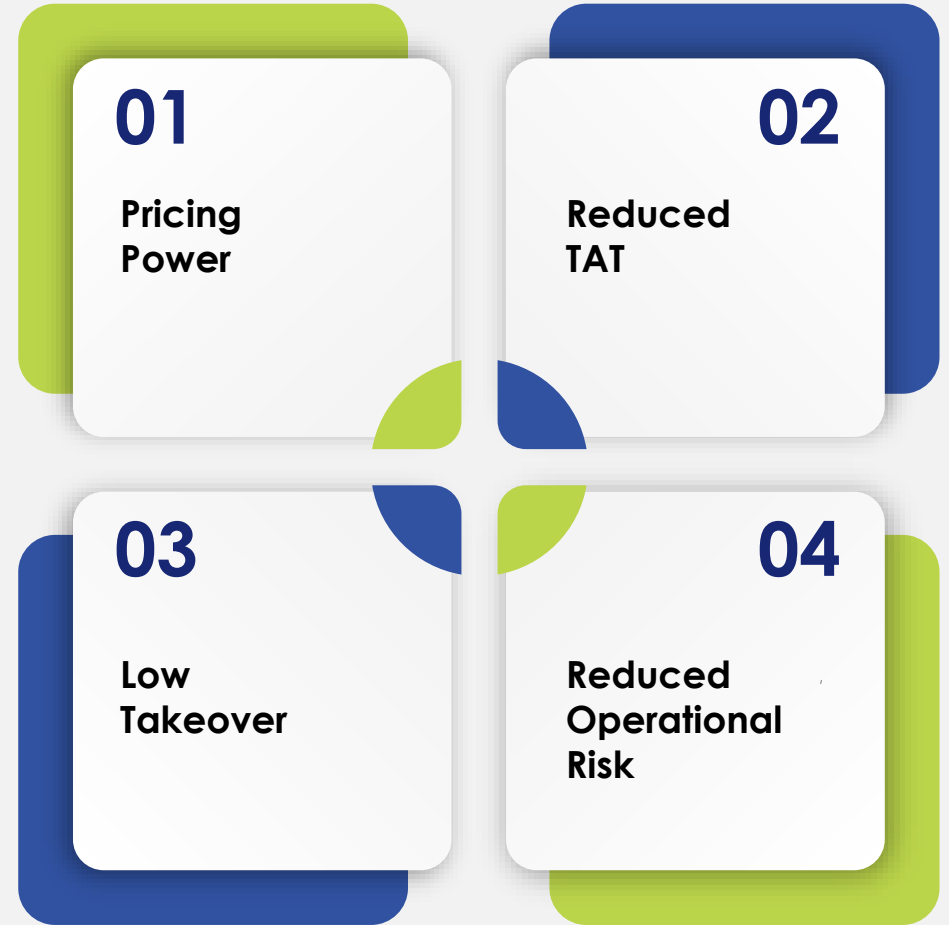 01
Pricing
Power
02
Reduced
TAT
03
Low
Takeover
04
Reduced
Operational
Risk